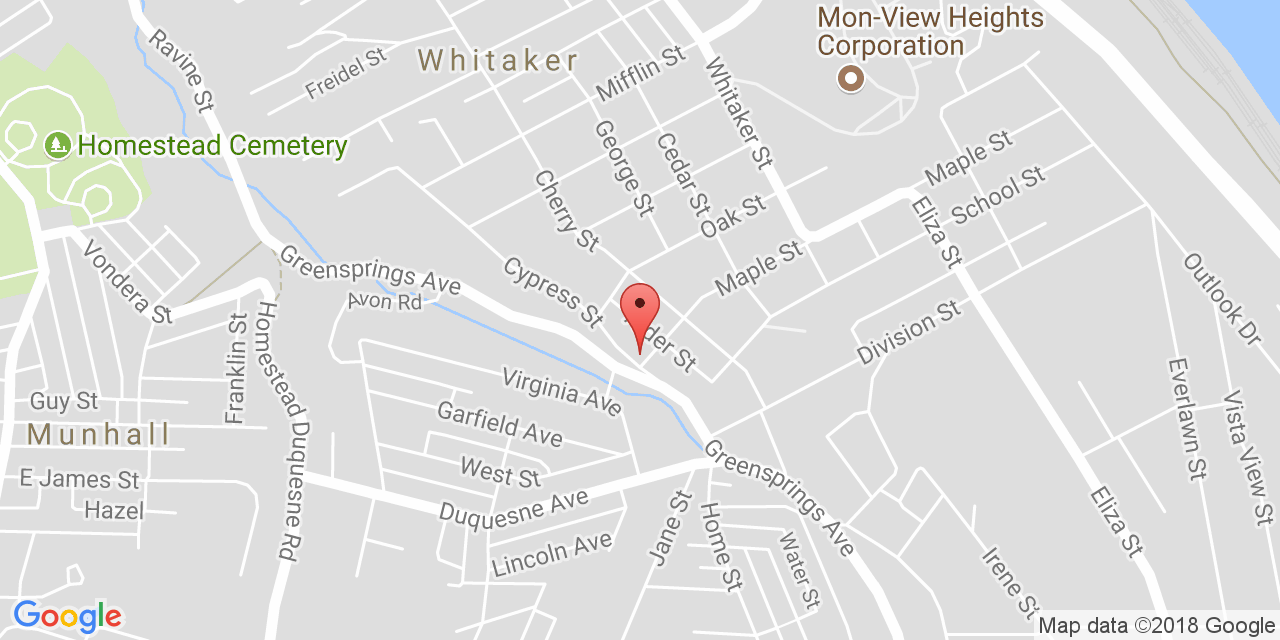 Mon-View Heights
Corporation
Ravine St
Freidel St
Whitaker
Mifflin St
Whitaker St
Homestead Cemetery
George St
Cedar St
Maple St
School St
Cherry St
Oak St
Eliza St
Vondera St
Greensprings Ave
Avon Rd
Cypress St
Maple St
Outlook Dr
Franklin St
Homestead Duquesne Rd
Division St
Virginia Ave
Guy St
Garfield Ave
Everlawn St
Vista View St
Munhall
E James St
West St
Hazel
Duquesne Ave
Greensprings Ave
Eliza St
Lincoln Ave
Jane St
Home St
Water St
Irene St
Google
Map data ©2018 Google